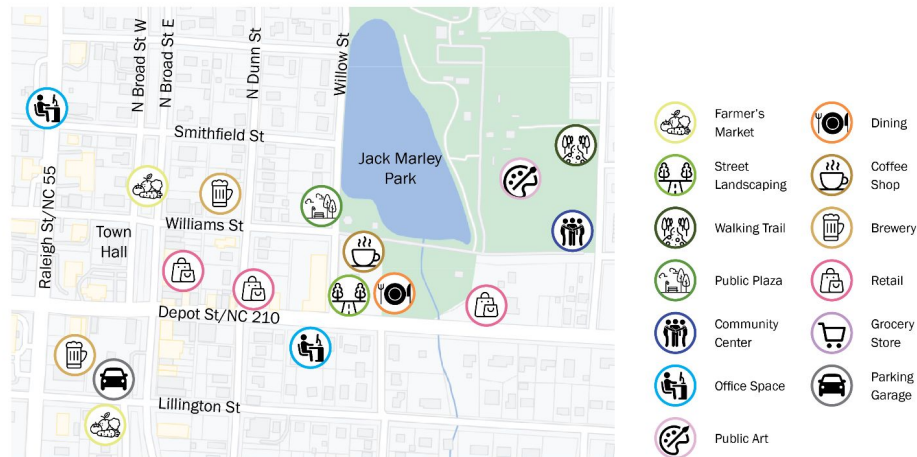 N Broad St W
N Broad St E
N Dunn St
Willow St
Smithfield St
Jack Marley
Park
Raleigh St/NC 55
Town
Hall
Williams St
Depot St/NC 210
Lillington St
Farmer's
Market
Dining
Street
Landscaping
Coffee
Shop
Walking Trail
Brewery
Public Plaza
Retail
Community
Center
Grocery
Store
Office Space
Parking
Garage
Public Art